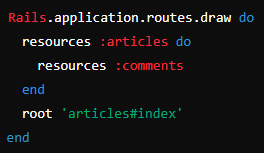 Rails.application.routes.draw do
  resources :articles do
    resources :comments
  end
  root 'articles#index'
end